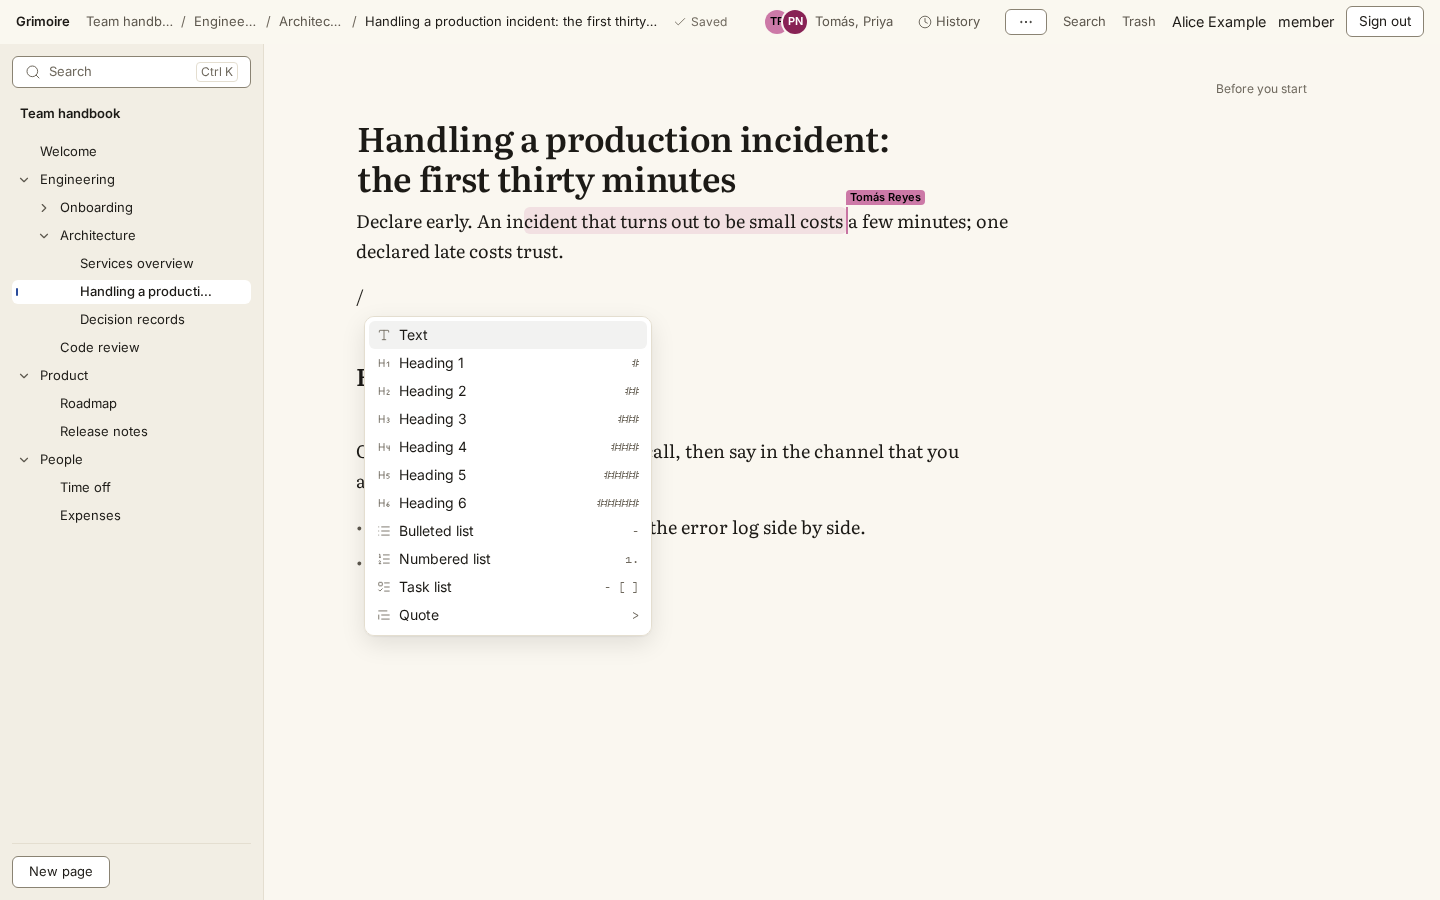 Grimoire Team handb... / Enginee... / Architec... / Handling a production incident: the first thirty... Saved PN Tomás, Priya History ... Search Trash Alice Example member Sign out
Search Ctrl K
Team handbook
Welcome
Engineering
Onboarding
Architecture
Services overview
Handling a producti...
Decision records
Code review
Product
Roadmap
Release notes
People
Time off
Expenses
New page
Before you start
Handling a production incident:
the first thirty minutes
Tomás Reyes
Declare early. An incident that turns out to be small costs a few minutes; one
declared late costs trust.
/
Text
Heading 1 #
Heading 2 ##
Heading 3 ###
Heading 4 ####
Heading 5 #####
Heading 6 ######
Bulleted list -
Numbered list 1.
Task list - [ ]
Quote >
then say in the channel that you
the error log side by side.